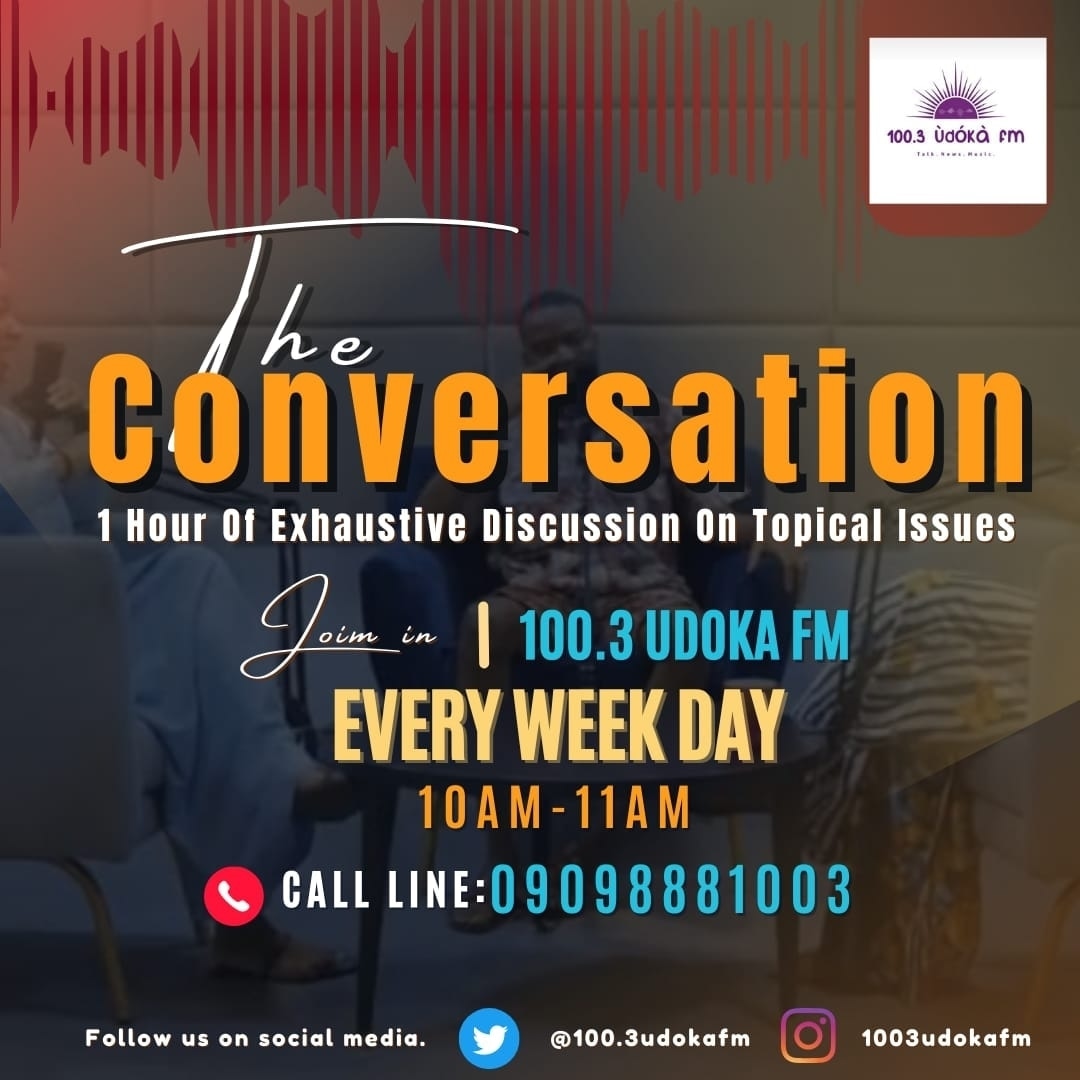 100.3 ùdókà fm
Talk. News. Music.
The
Conversation
1 Hour Of Exhaustive Discussion On Topical Issues
Joim in | 100.3 UDOKA FM
EVERY WEEK DAY
10AM-11AM
CALL LINE:09098881003
Follow us on social media. @100.3udokafm 1003udokafm